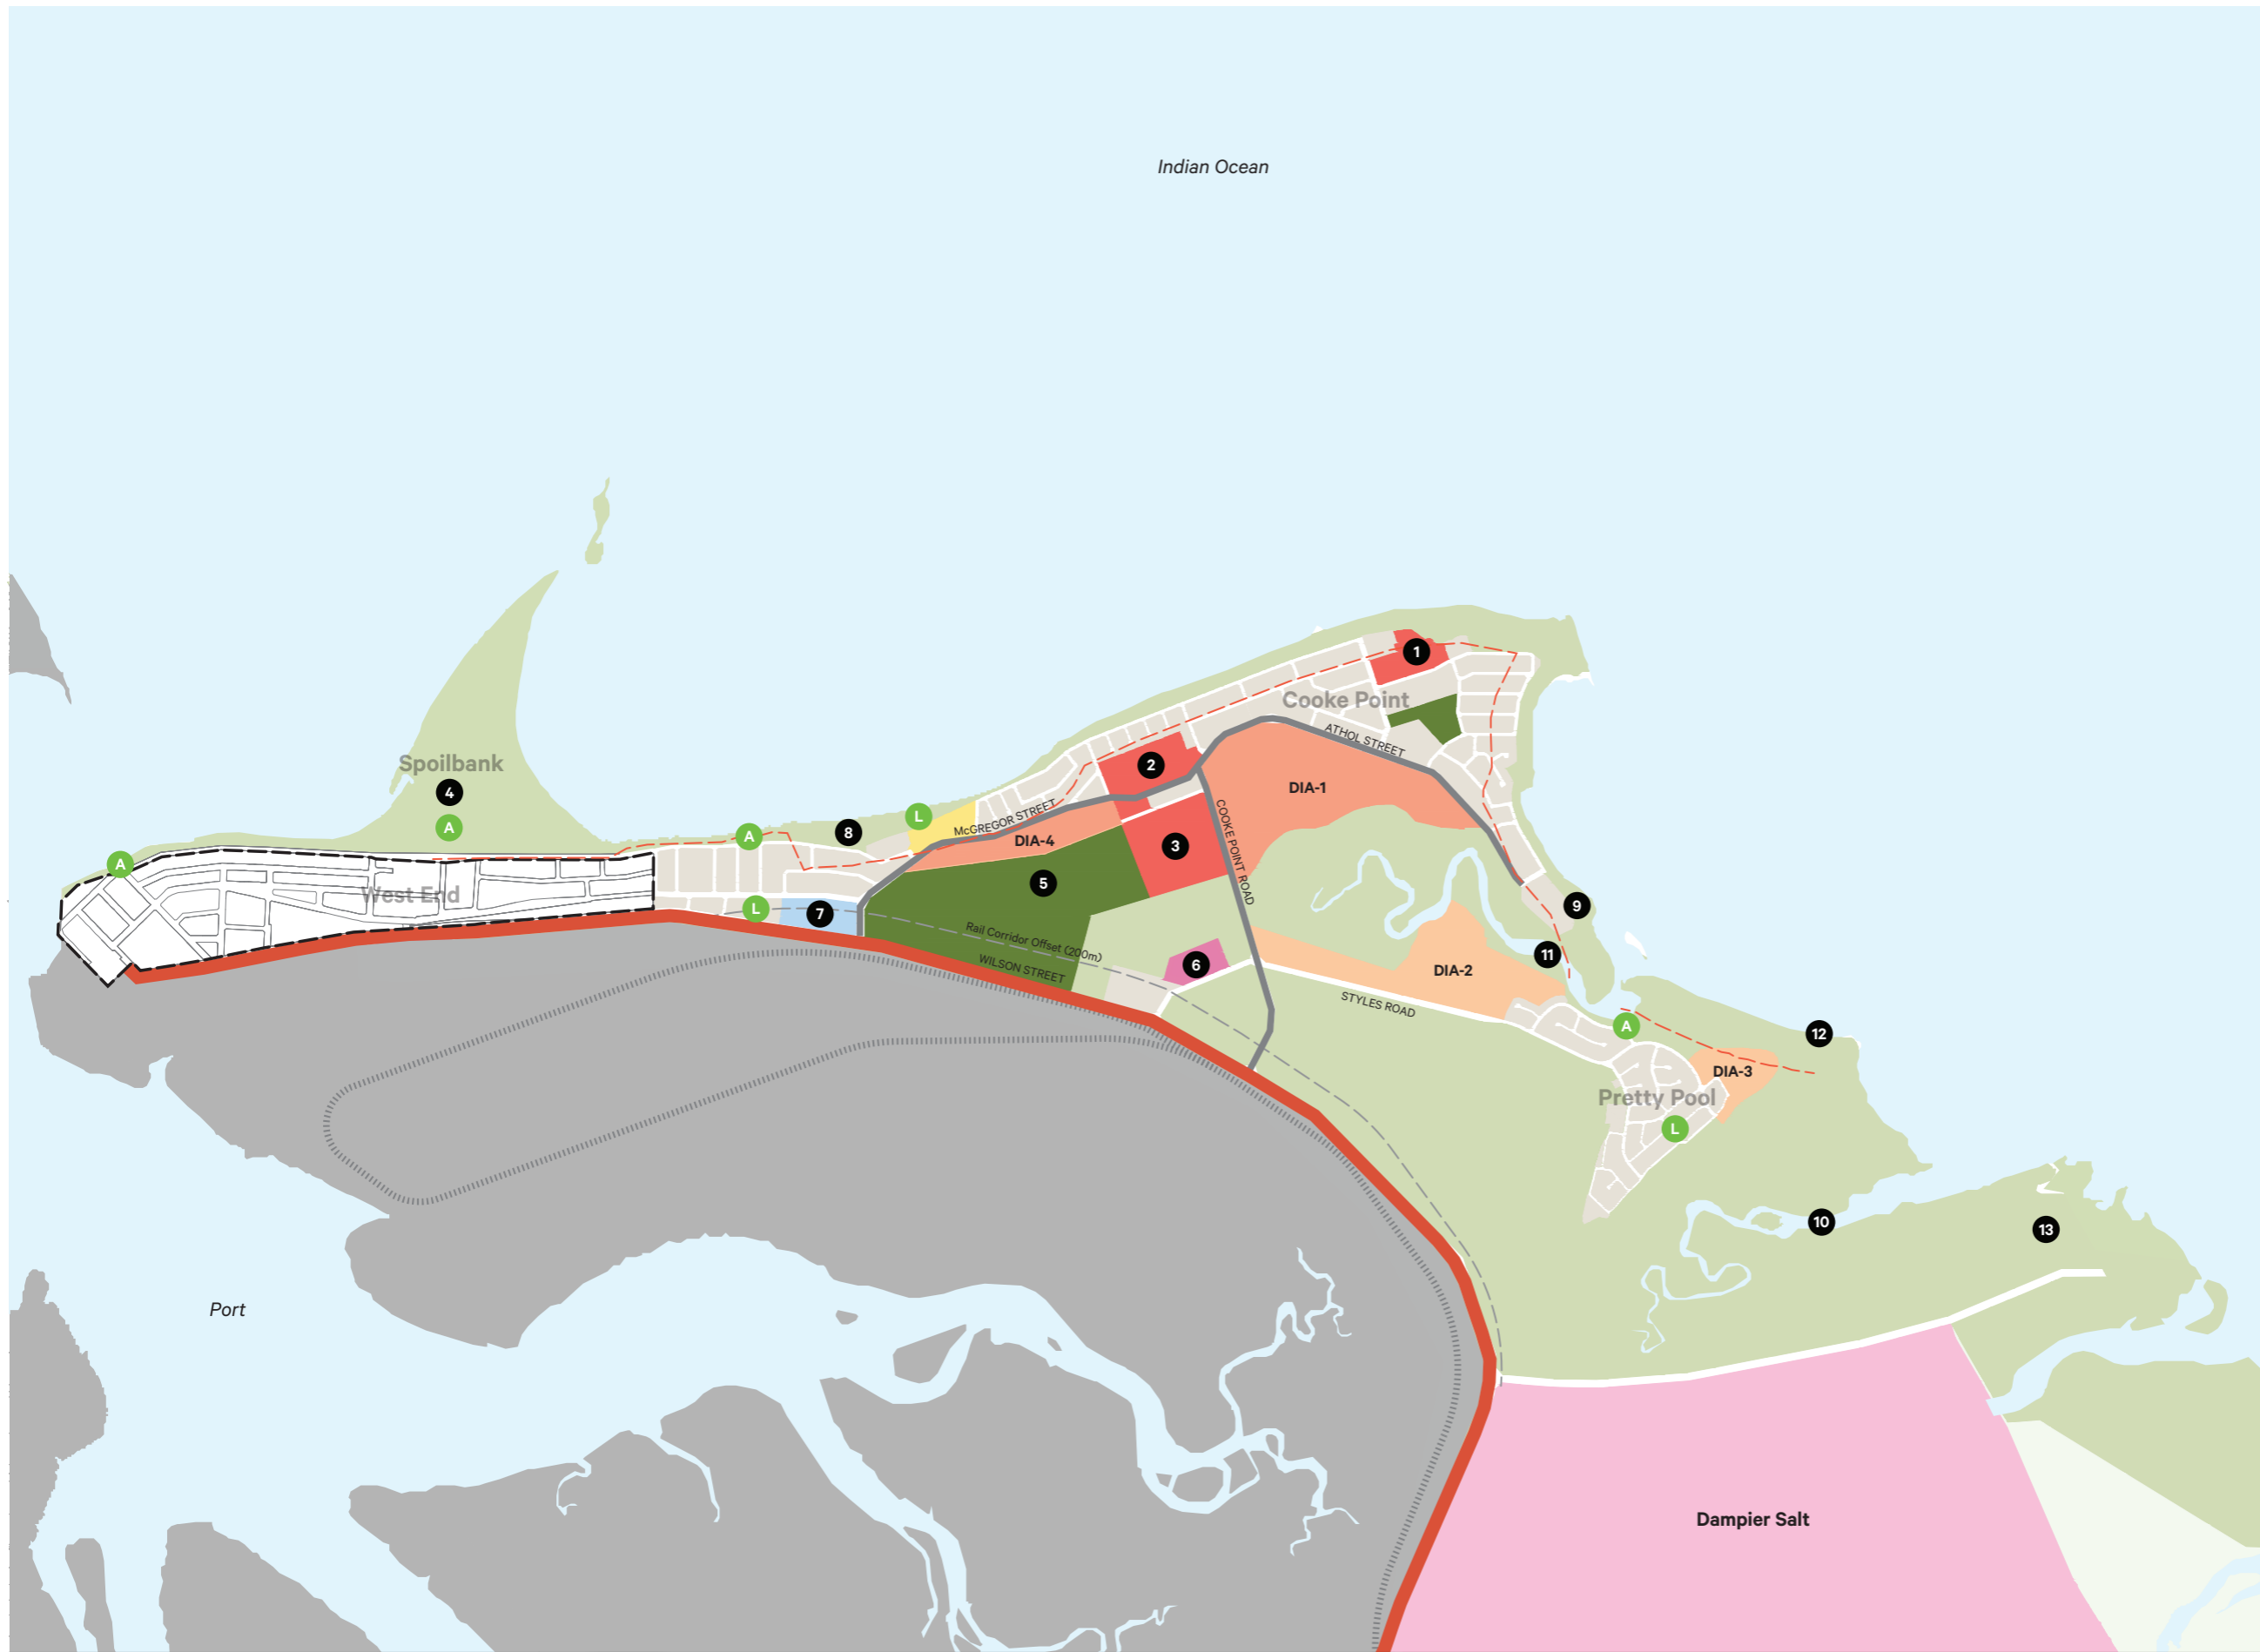 Indian Ocean
1
Cooke Point
ATHOL STREET
Spoilbank
4
A
2
DIA-1
COOKE POINT ROAD
L
McGREGOR STREET
DIA-4
A
8
3
A
West End
5
L
7
9
Rail Corridor Offset (200m)
WILSON STREET
6
11
DIA-2
STYLES ROAD
A
12
DIA-3
Pretty Pool
L
10
13
Port
Dampier Salt